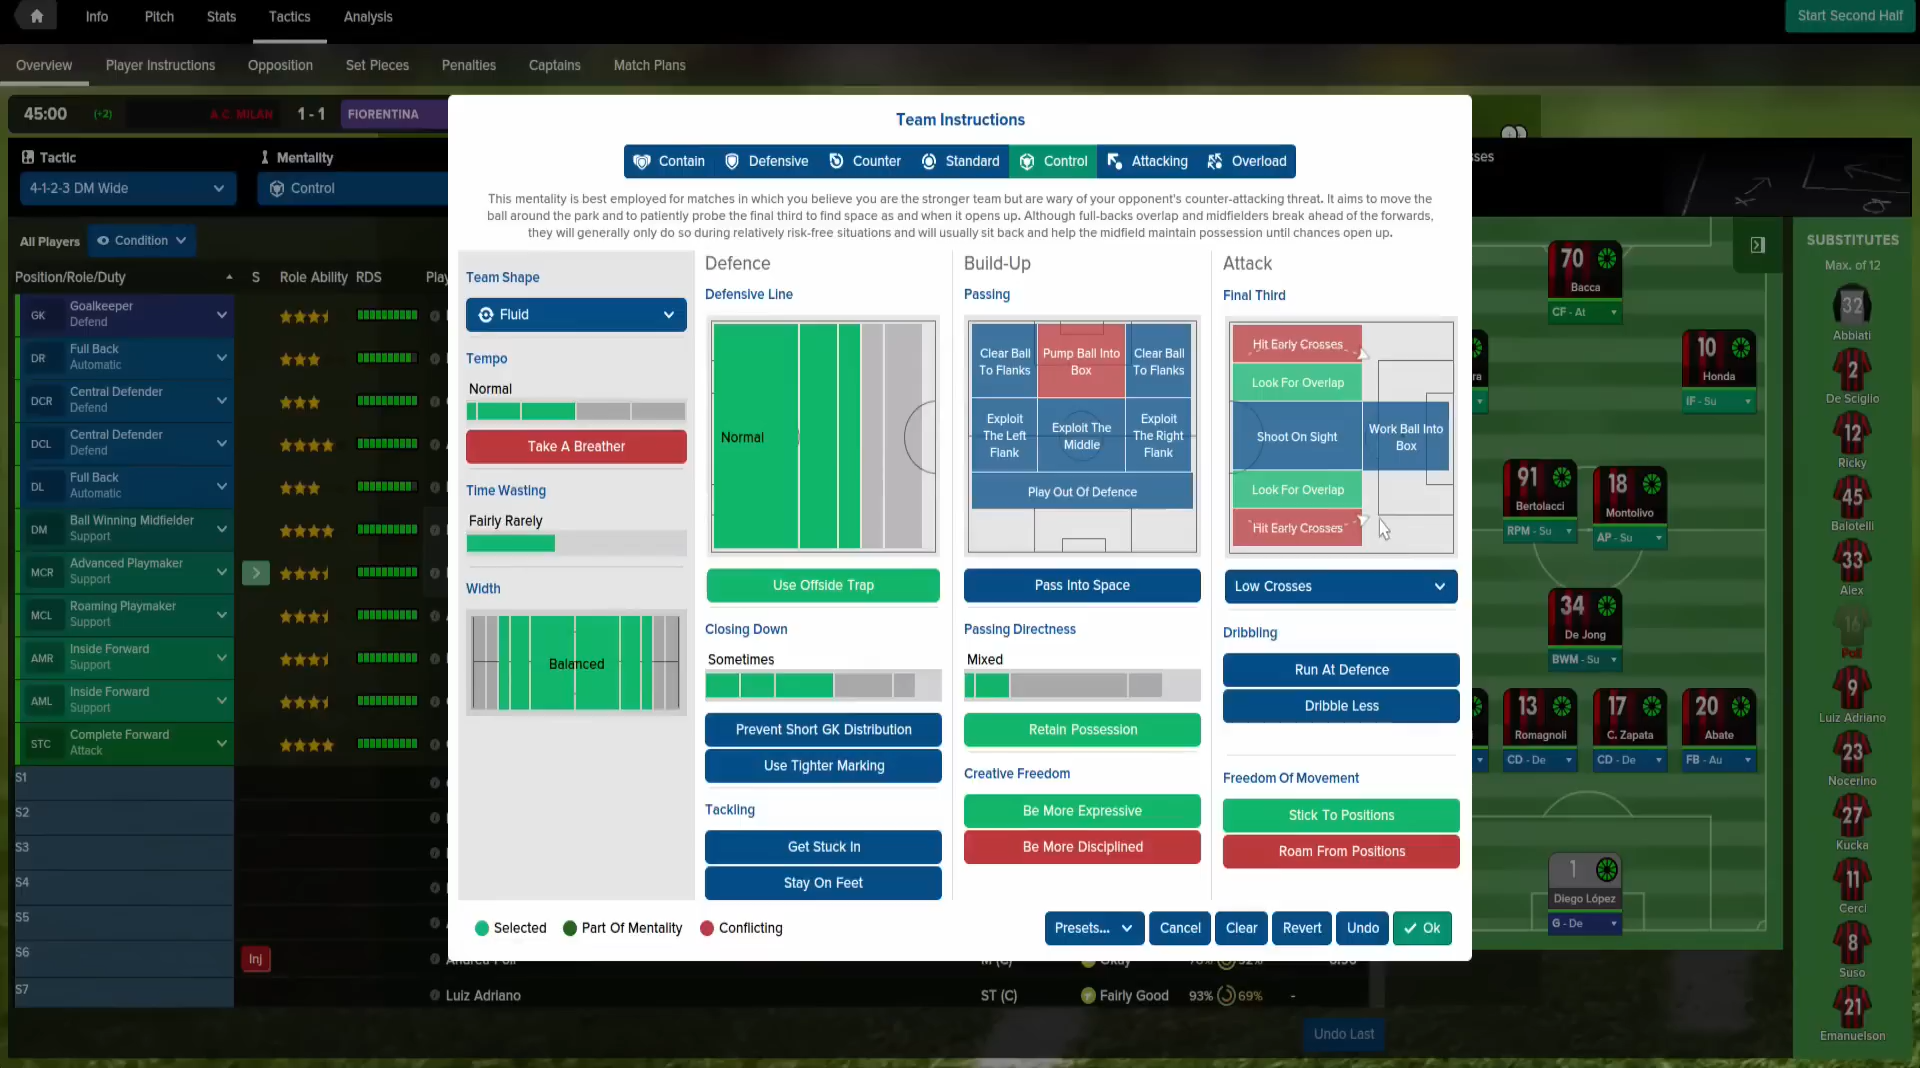 Info Pitch Stats Tactics Analysis
Start Second Half
Overview Player Instructions Opposition Set Pieces Penalties Captains Match Plans
45:00 (+2) A.C. MILAN 1 - 1 FIORENTINA
Tactic
Mentality
4-1-2-3 DM Wide
Control
All Players
Condition
Position/Role/Duty S Role Ability RDS
GK
Goalkeeper
Defend
DR
Full Back
Automatic
DCR
Central Defender
Defend
DCL
Central Defender
Defend
DL
Full Back
Automatic
DM
Ball Winning Midfielder
Support
MCR
Advanced Playmaker
Support
MCL
Roaming Playmaker
Support
AMR
Inside Forward
Support
AML
Inside Forward
Support
STC
Complete Forward
Attack
S1
S2
S3
S4
S5
S6
Inj
S7
Luiz Adriano ST (C) Fairly Good 93% 69% -
Undo Last
Team Instructions
Contain Defensive Counter Standard Control Attacking Overload
This mentality is best employed for matches in which you believe you are the stronger team but are wary of your opponent's counter-attacking threat. It aims to move the
ball around the park and to patiently probe the final third to find space as and when it opens up. Although full-backs overlap and midfielders break ahead of the forwards,
they will generally only do so during relatively risk-free situations and will usually sit back and help the midfield maintain possession until chances open up.
Team Shape
Fluid
Tempo
Normal
Take A Breather
Time Wasting
Fairly Rarely
Width
Balanced
Defence
Defensive Line
Normal
Use Offside Trap
Closing Down
Sometimes
Prevent Short GK Distribution
Use Tighter Marking
Tackling
Get Stuck In
Stay On Feet
Build-Up
Passing
Clear Ball
To Flanks
Pump Ball Into
Box
Clear Ball
To Flanks
Exploit
The Left
Flank
Exploit The
Middle
Exploit
The Right
Flank
Play Out Of Defence
Pass Into Space
Passing Directness
Mixed
Retain Possession
Creative Freedom
Be More Expressive
Be More Disciplined
Attack
Final Third
Hit Early Crosses
Look For Overlap
Shoot On Sight
Work Ball Into
Box
Look For Overlap
Hit Early Crosses
Low Crosses
Dribbling
Run At Defence
Dribble Less
Freedom Of Movement
Stick To Positions
Roam From Positions
Selected Part Of Mentality Conflicting
Presets... Cancel Clear Revert Undo Ok
70
Bacca
CF - At
10
Honda
IF - Su
91
Bertolacci
RPM - Su
18
Montolivo
AP - Su
34
De Jong
BWM - Su
13
Romagnoli
CD - De
17
C. Zapata
CD - De
20
Abate
FB - Au
1
Diego López
G - De
SUBSTITUTES
Max. of 12
32
Abbiati
2
De Sciglio
12
Ricky
45
Balotelli
33
Alex
16
Poli
9
Luiz Adriano
23
Nocerino
27
Kucka
11
Cerci
8
Suso
21
Emanuelson